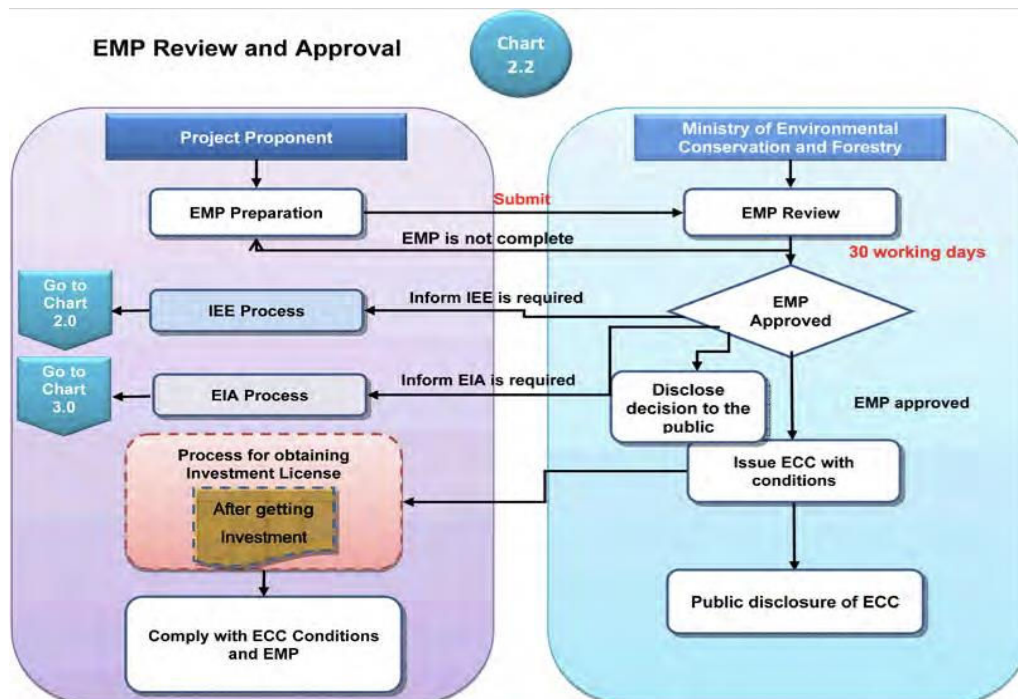 EMP Review and Approval
Chart
2.2
Project Proponent
Ministry of Environmental
Conservation and Forestry
EMP Preparation
Submit
EMP Review
EMP is not complete
30 working days
Go to
Chart
2.0
IEE Process
Inform IEE is required
EMP
Approved
Go to
Chart
3.0
EIA Process
Inform EIA is required
Disclose
decision to the
public
EMP approved
Process for obtaining
Investment License
After getting
Investment
Issue ECC with
conditions
Comply with ECC Conditions
and EMP
Public disclosure of ECC